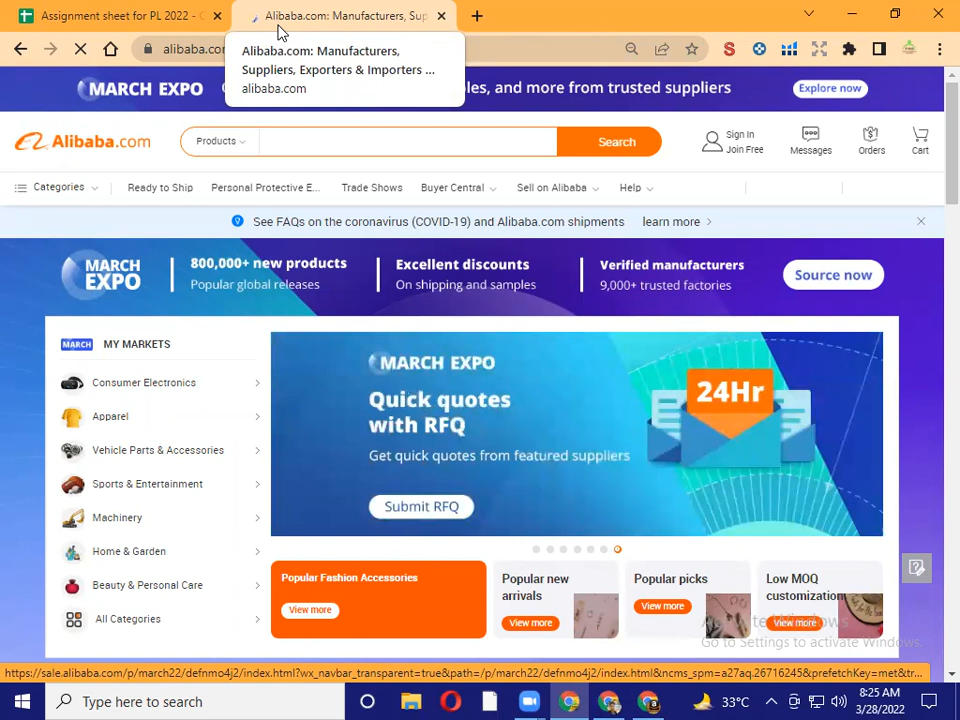 Assignment sheet for PL 2022 -
Alibaba.com: Manufacturers, Sup
alibaba.com
Alibaba.com: Manufacturers,
Suppliers, Exporters & Importers ...
alibaba.com
MARCH EXPO
ples, and more from trusted suppliers
Explore now
Alibaba.com
Products
Search
Sign In
Join Free
Messages
Orders
Cart
Categories
Ready to Ship
Personal Protective E...
Trade Shows
Buyer Central
Sell on Alibaba
Help
See FAQs on the coronavirus (COVID-19) and Alibaba.com shipments
learn more
MARCH
EXPO
800,000+ new products
Popular global releases
Excellent discounts
On shipping and samples
Verified manufacturers
9,000+ trusted factories
Source now
MARCH MY MARKETS
Consumer Electronics
Apparel
Vehicle Parts & Accessories
Sports & Entertainment
Machinery
Home & Garden
Beauty & Personal Care
All Categories
MARCH EXPO
Quick quotes
with RFQ
Get quick quotes from featured suppliers
Submit RFQ
24Hr
Popular Fashion Accessories
View more
Popular new
arrivals
View more
Popular picks
View more
Low MOQ
customization
View more
Activate Windows
Go to Settings to activate Windows.
https://sale.alibaba.com/p/march22/defnmo4j2/index.html?wx_navbar_transparent=true&path=/p/march22/defnmo4j2/index.html&ncms_spm=a27aq.26716245&prefetchKey=met&tr...
Type here to search
33°C
8:25 AM
3/28/2022